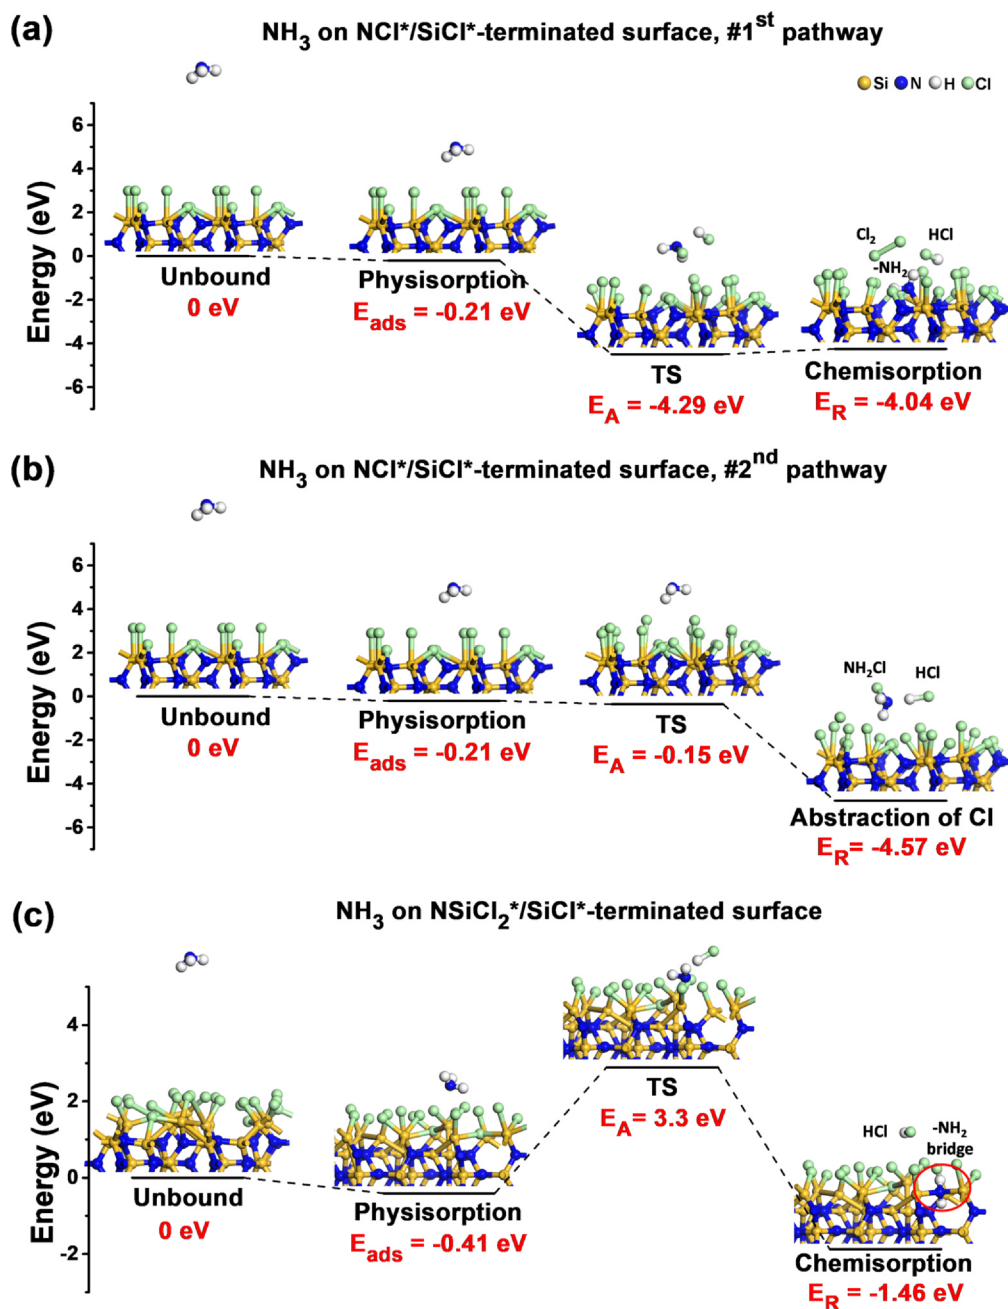 (a)
NH3 on NCl*/SiCl*-terminated surface, #1st pathway
Si N H Cl
Energy (eV)
6
4
2
0
-2
-4
-6
Unbound
0 eV
Physisorption
Eads = -0.21 eV
TS
EA = -4.29 eV
Cl2
HCl
-NH2
Chemisorption
ER = -4.04 eV
(b)
NH3 on NCl*/SiCl*-terminated surface, #2nd pathway
Energy (eV)
6
4
2
0
-2
-4
-6
Unbound
0 eV
Physisorption
Eads = -0.21 eV
TS
EA = -0.15 eV
NH2Cl
HCl
Abstraction of Cl
ER= -4.57 eV
(c)
NH3 on NSiCl2*/SiCl*-terminated surface
Energy (eV)
4
2
0
-2
Unbound
0 eV
Physisorption
Eads = -0.41 eV
TS
EA= 3.3 eV
HCl
-NH2
bridge
Chemisorption
ER = -1.46 eV